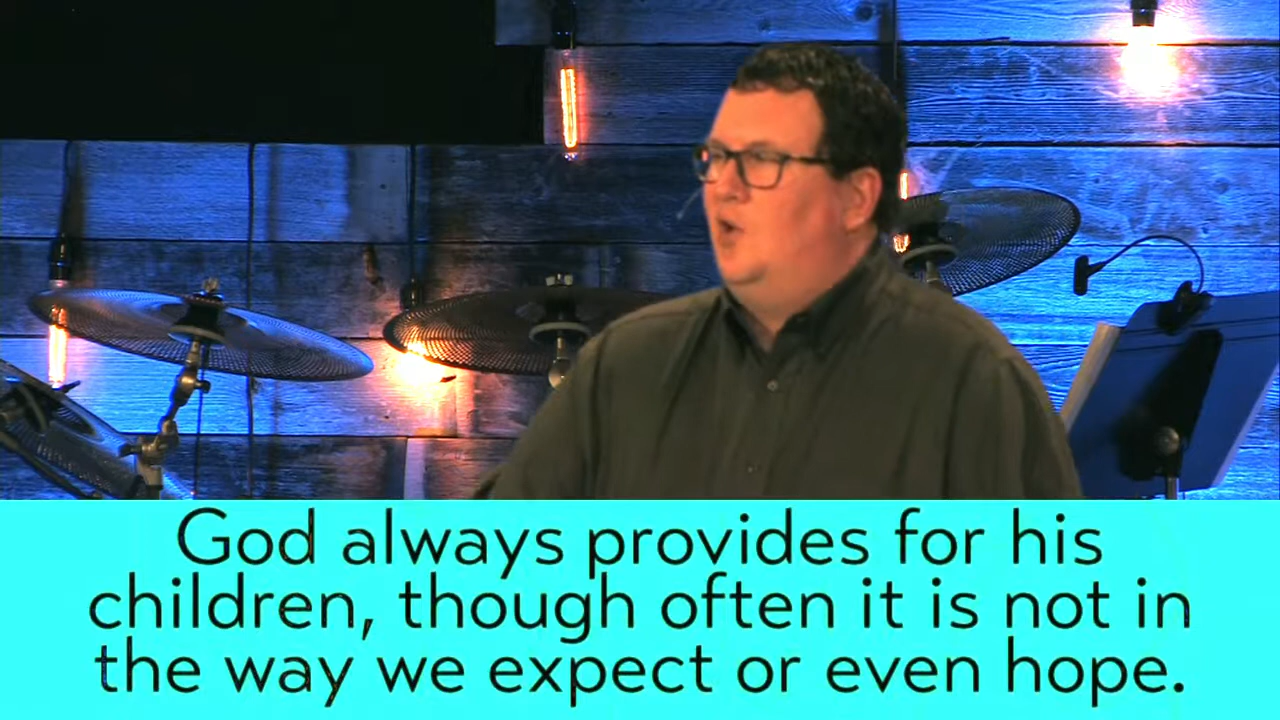 God always provides for his
children, though often it is not in
the way we expect or even hope.